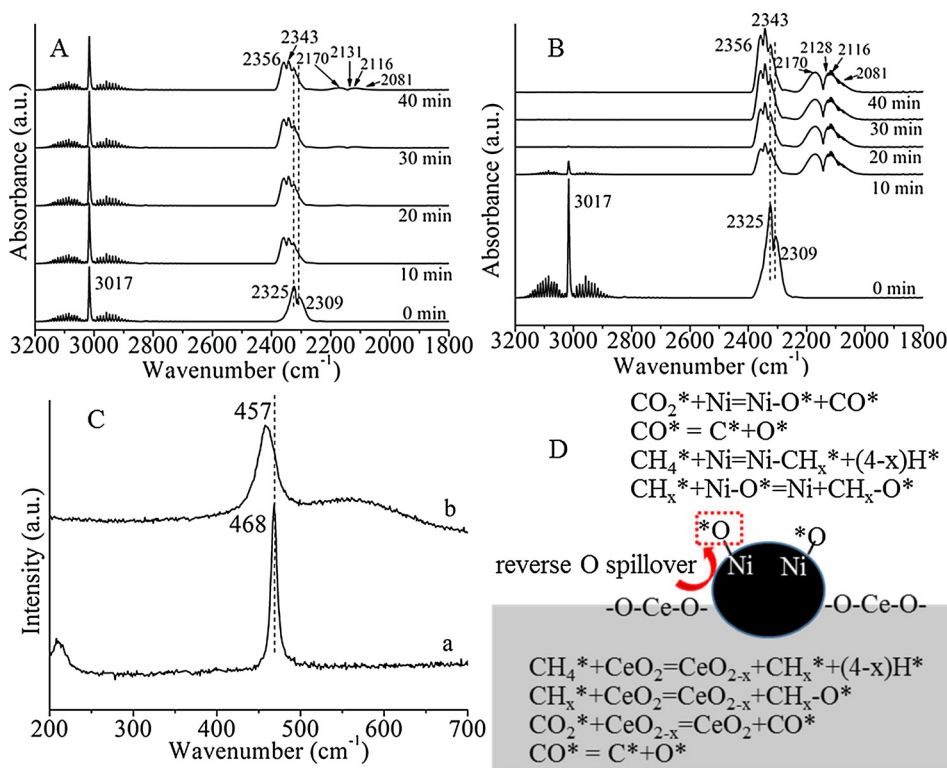 A
2343
2356
2131
2170
2116
2081
40 min
30 min
20 min
10 min
3017
2325
2309
0 min
Absorbance (a.u.)
3200 3000 2800 2600 2400 2200 2000 1800
Wavenumber (cm-1)
B
2343
2356
2128
2170
2116
2081
40 min
30 min
20 min
10 min
3017
2325
2309
0 min
Absorbance (a.u.)
3200 3000 2800 2600 2400 2200 2000 1800
Wavenumber (cm-1)
C
457
b
468
a
Intensity (a.u.)
200 300 400 500 600 700
Wavenumber (cm-1)
D
CO2*+Ni=Ni-O*+CO*
CO* = C*+O*
CH4*+Ni=Ni-CHx*+(4-x)H*
CHx*+Ni-O*=Ni+CHx-O*
*O
*O
Ni
Ni
reverse O spillover
-O-Ce-O-
-O-Ce-O-
CH4*+CeO2=CeO2-x+CHx*+(4-x)H*
CHx*+CeO2=CeO2-x+CHx-O*
CO2*+CeO2-x=CeO2+CO*
CO* = C*+O*